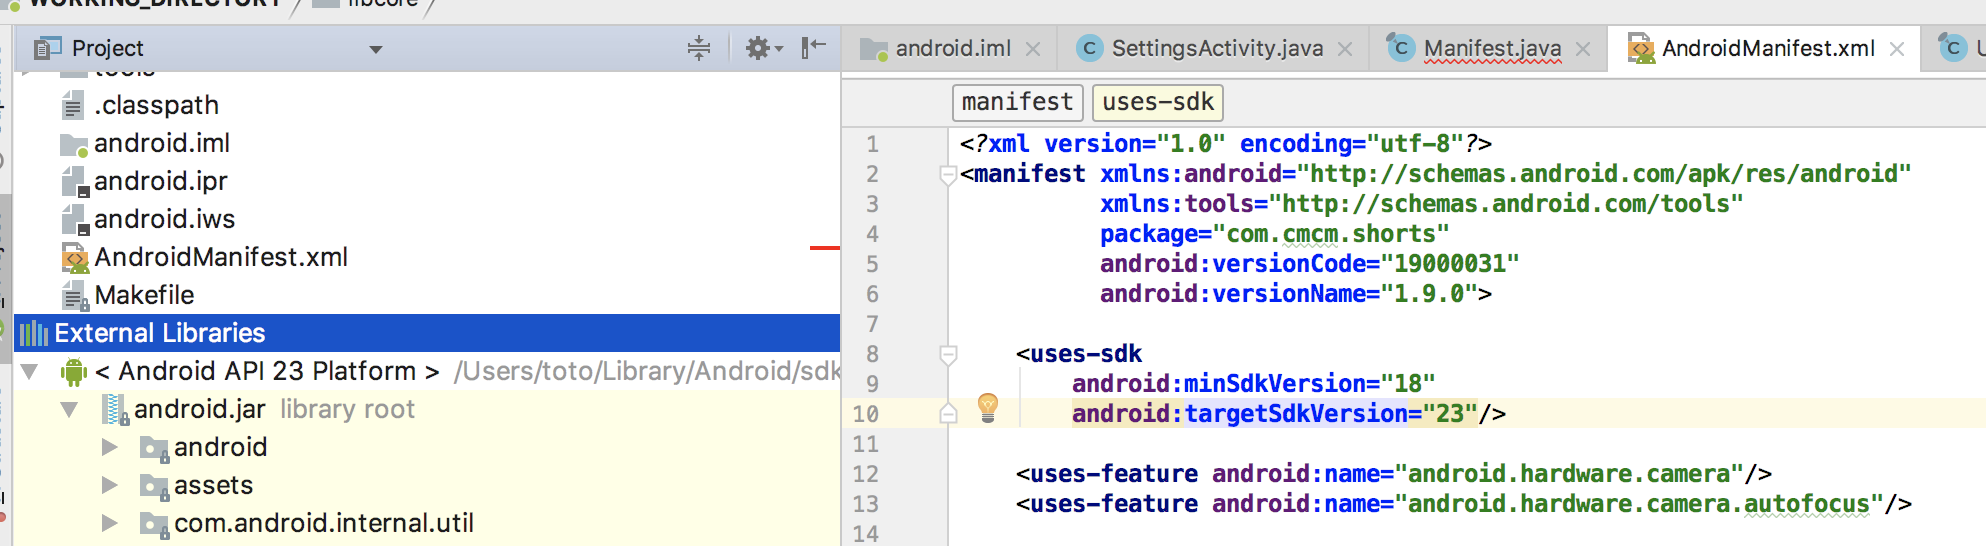 WORKING_DIRECTORY libcore
Project
tools
.classpath
android.iml
android.ipr
android.iws
AndroidManifest.xml
Makefile
External Libraries
< Android API 23 Platform > /Users/toto/Library/Android/sdk
android.jar library root
android
assets
com.android.internal.util
android.iml SettingsActivity.java Manifest.java AndroidManifest.xml
manifest uses-sdk
1 <?xml version="1.0" encoding="utf-8"?>
2 <manifest xmlns:android="http://schemas.android.com/apk/res/android"
3 xmlns:tools="http://schemas.android.com/tools"
4 package="com.cmcm.shorts"
5 android:versionCode="19000031"
6 android:versionName="1.9.0">
7
8 <uses-sdk
9 android:minSdkVersion="18"
10 android:targetSdkVersion="23"/>
11
12 <uses-feature android:name="android.hardware.camera"/>
13 <uses-feature android:name="android.hardware.camera.autofocus"/>
14